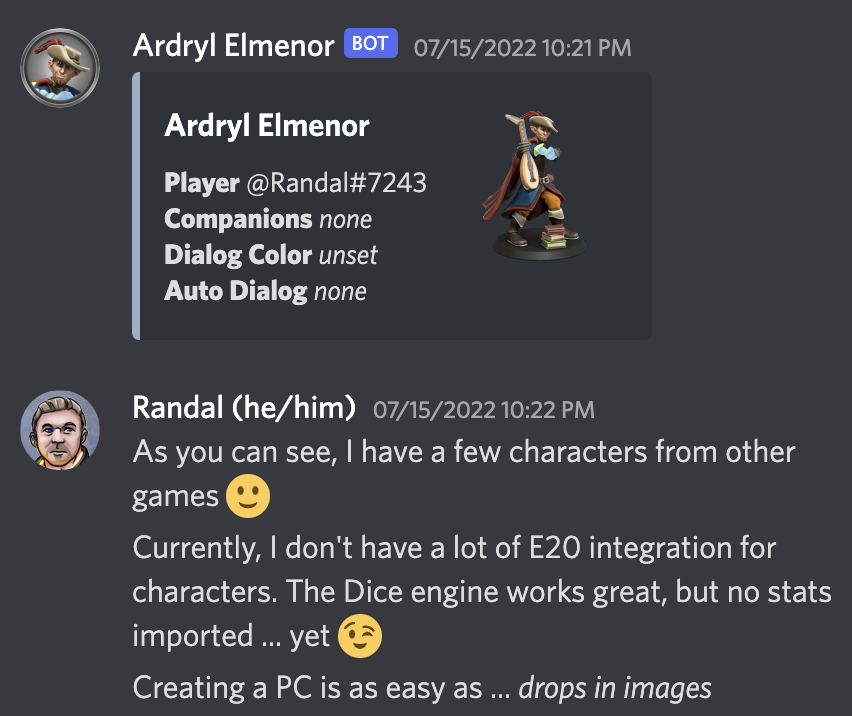 Ardryl Elmenor BOT 07/15/2022 10:21 PM
Ardryl Elmenor
Player @Randal#7243
Companions none
Dialog Color unset
Auto Dialog none
Randal (he/him) 07/15/2022 10:22 PM
As you can see, I have a few characters from other
games 🙂
Currently, I don't have a lot of E20 integration for
characters. The Dice engine works great, but no stats
imported ... yet 😉
Creating a PC is as easy as ... drops in images